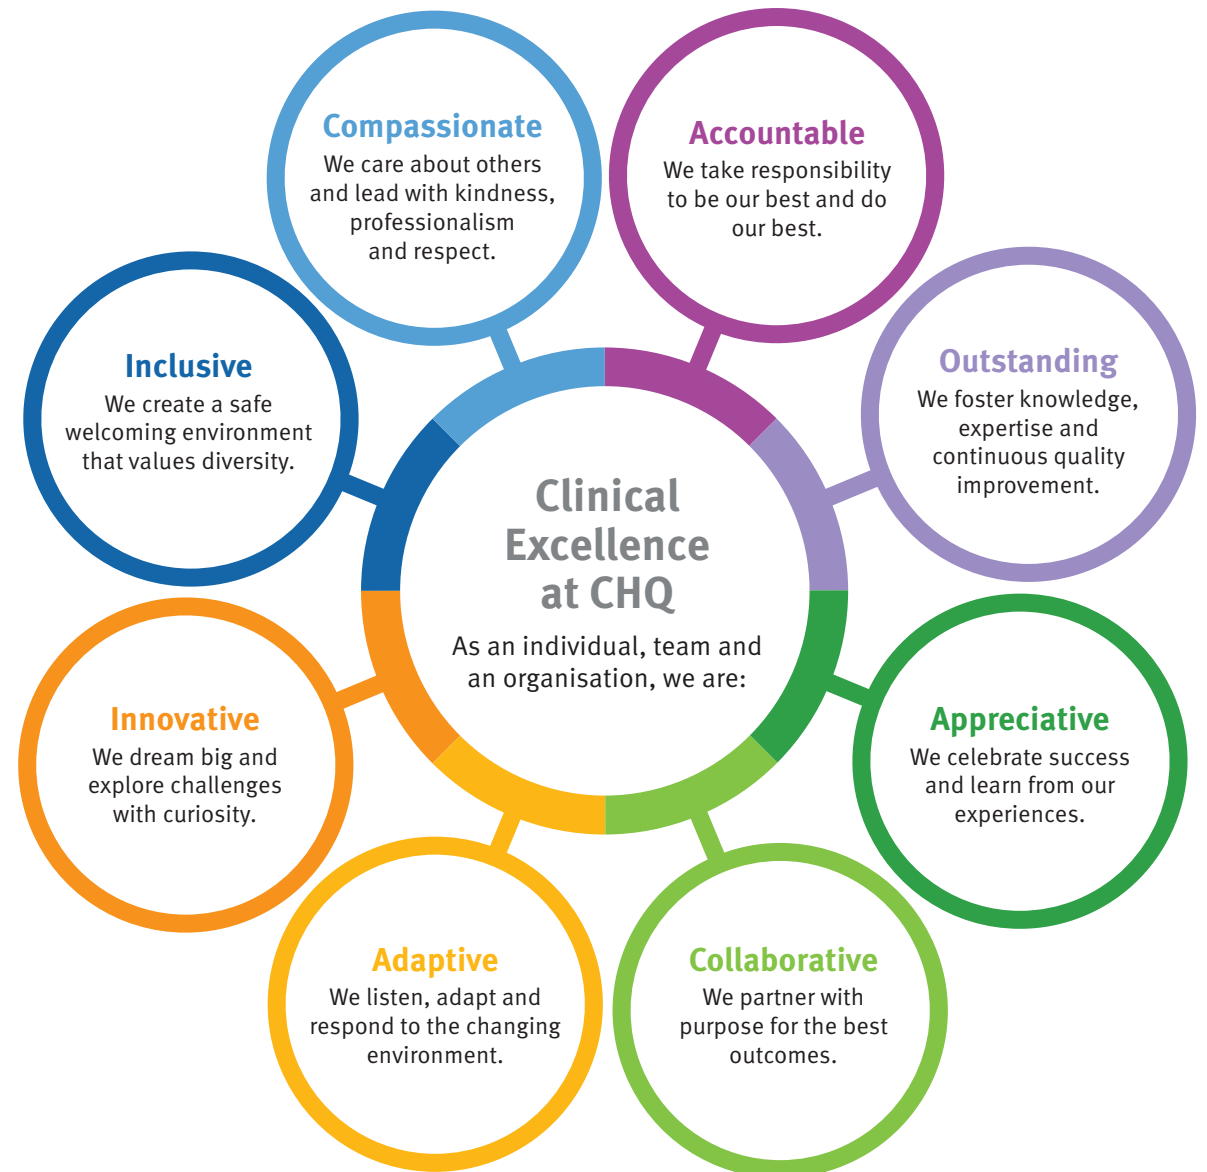 Clinical
Excellence
at CHQ
As an individual, team and
an organisation, we are:
Compassionate
We care about others
and lead with kindness,
professionalism
and respect.
Accountable
We take responsibility
to be our best and do
our best.
Outstanding
We foster knowledge,
expertise and
continuous quality
improvement.
Appreciative
We celebrate success
and learn from our
experiences.
Collaborative
We partner with
purpose for the best
outcomes.
Adaptive
We listen, adapt and
respond to the changing
environment.
Innovative
We dream big and
explore challenges
with curiosity.
Inclusive
We create a safe
welcoming environment
that values diversity.